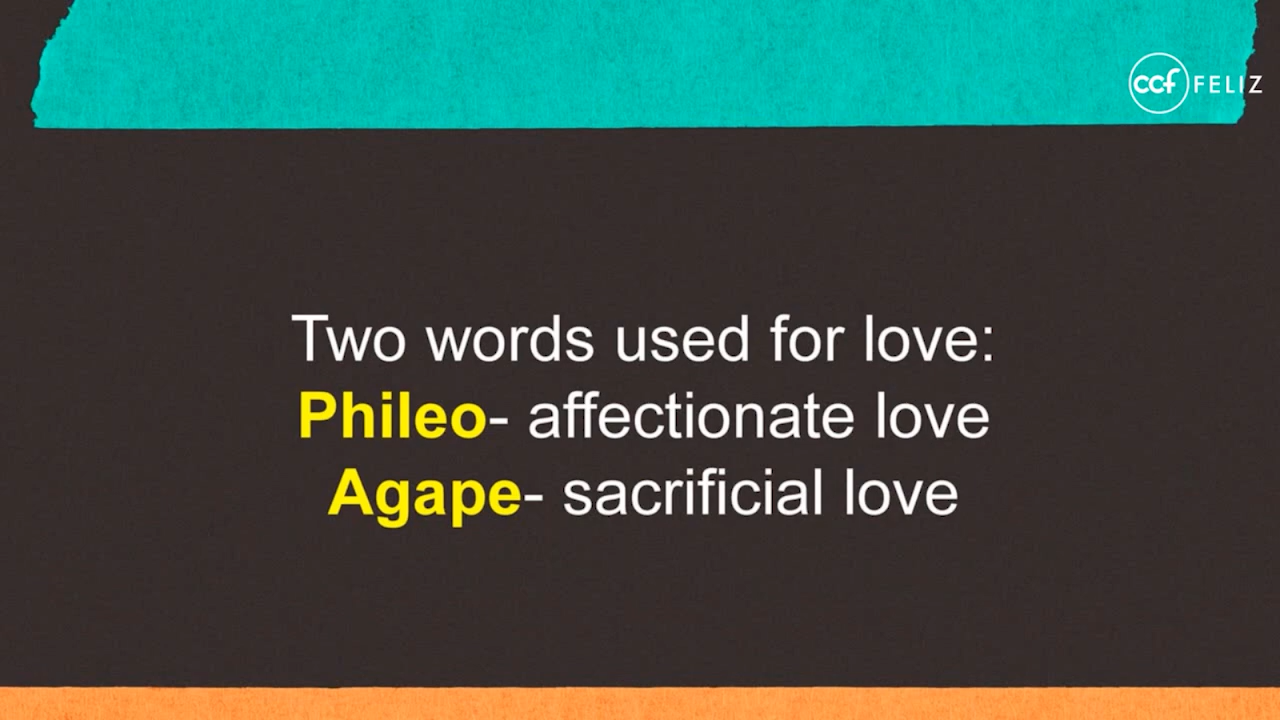 ccf FELIZ
Two words used for love:
Phileo- affectionate love
Agape- sacrificial love